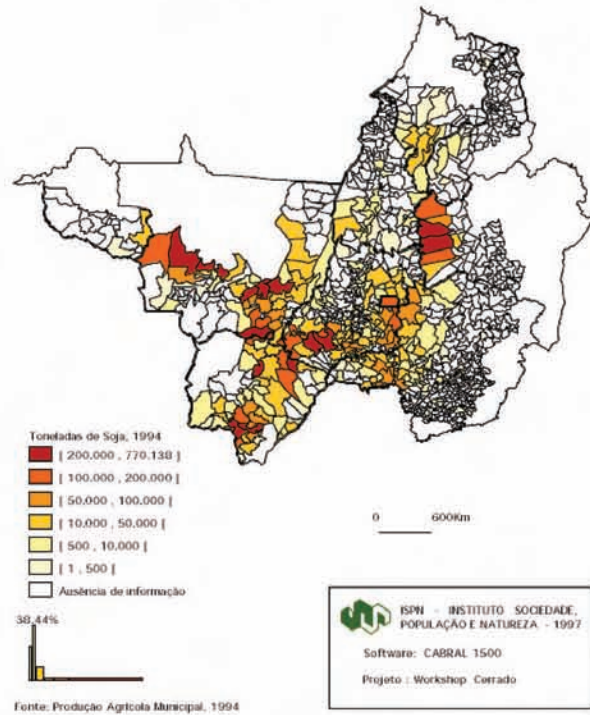 Toneladas de Soja, 1994
[ 200.000 , 770.138 ]
[ 100.000 , 200.000 [
[ 50.000 , 100.000 [
[ 10.000 , 50.000 [
[ 500 , 10.000 [
[ 1 , 500 [
Ausência de informação
0 600Km
38,44%
ISPN - INSTITUTO SOCIEDADE,
POPULAÇÃO E NATUREZA - 1997
Software: CABRAL 1500
Projeto : Workshop Cerrado
Fonte: Produção Agrícola Municipal, 1994